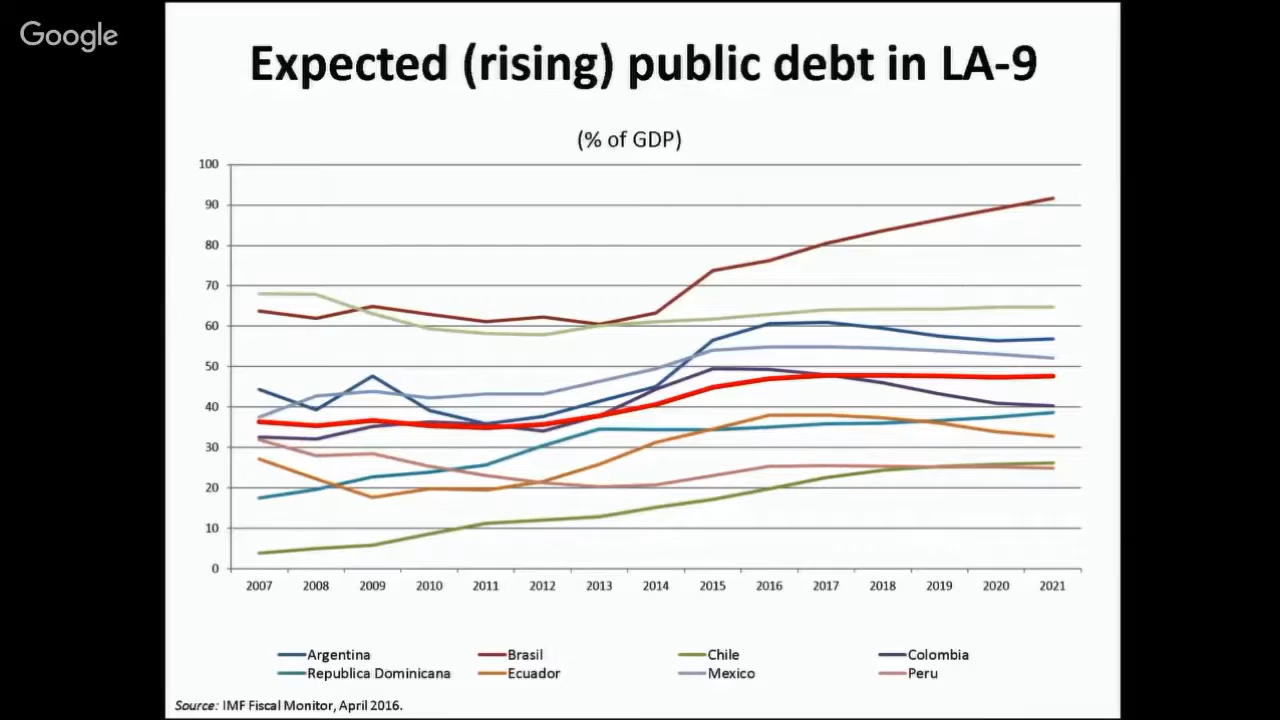 Google
Expected (rising) public debt in LA-9
(% of GDP)
100
90
80
70
60
50
40
30
20
10
0
2007 2008 2009 2010 2011 2012 2013 2014 2015 2016 2017 2018 2019 2020 2021
Argentina Brasil Chile Colombia
Republica Dominicana Ecuador Mexico Peru
Source: IMF Fiscal Monitor, April 2016.